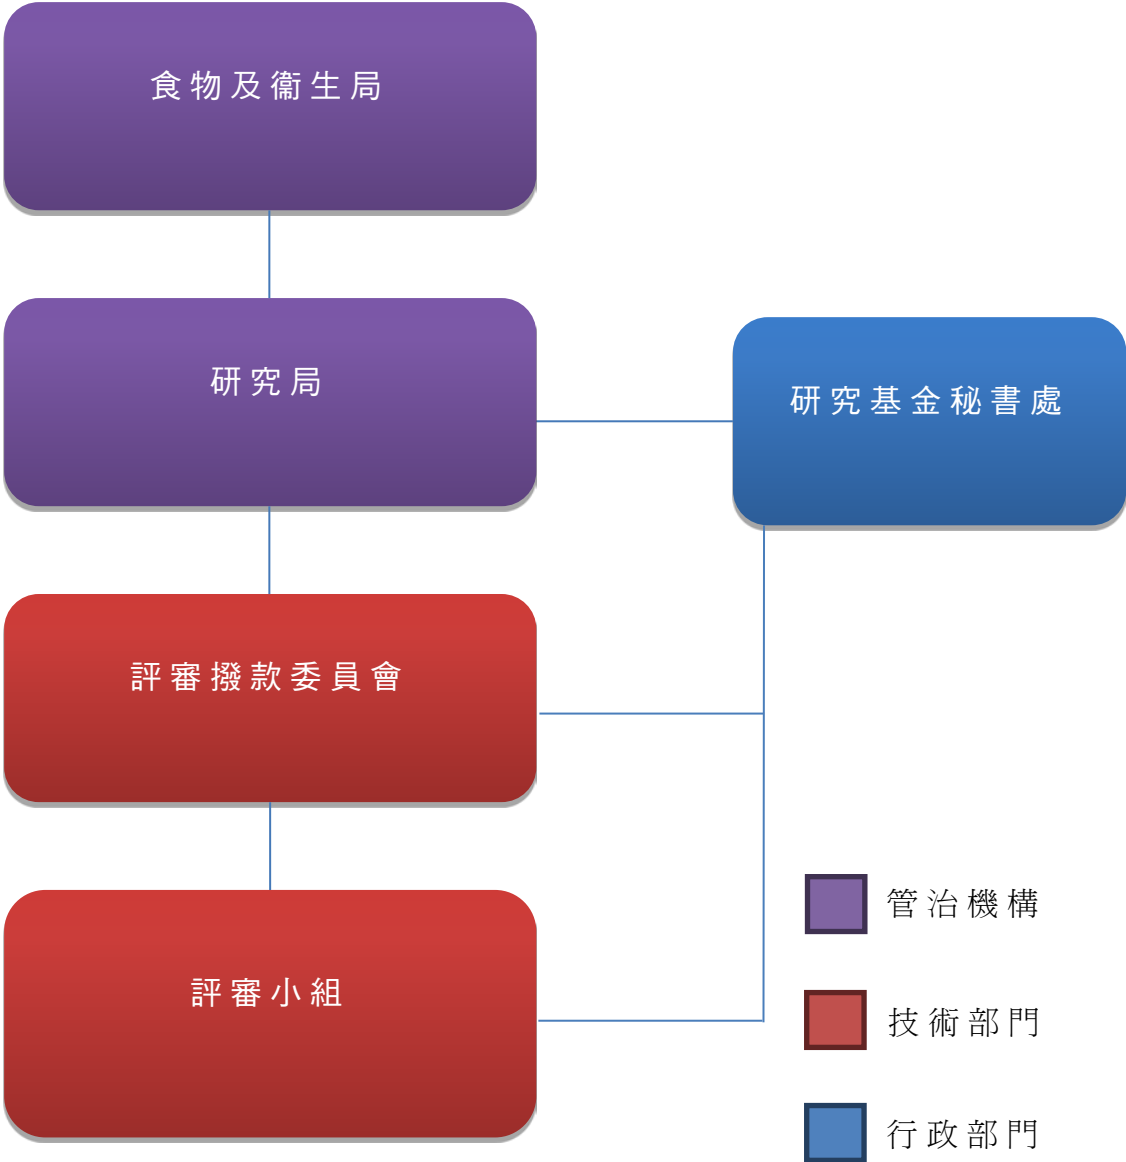 食物及衞生局
研究局
研究基金秘書處
評審撥款委員會
評審小組
管治機構
技術部門
行政部門